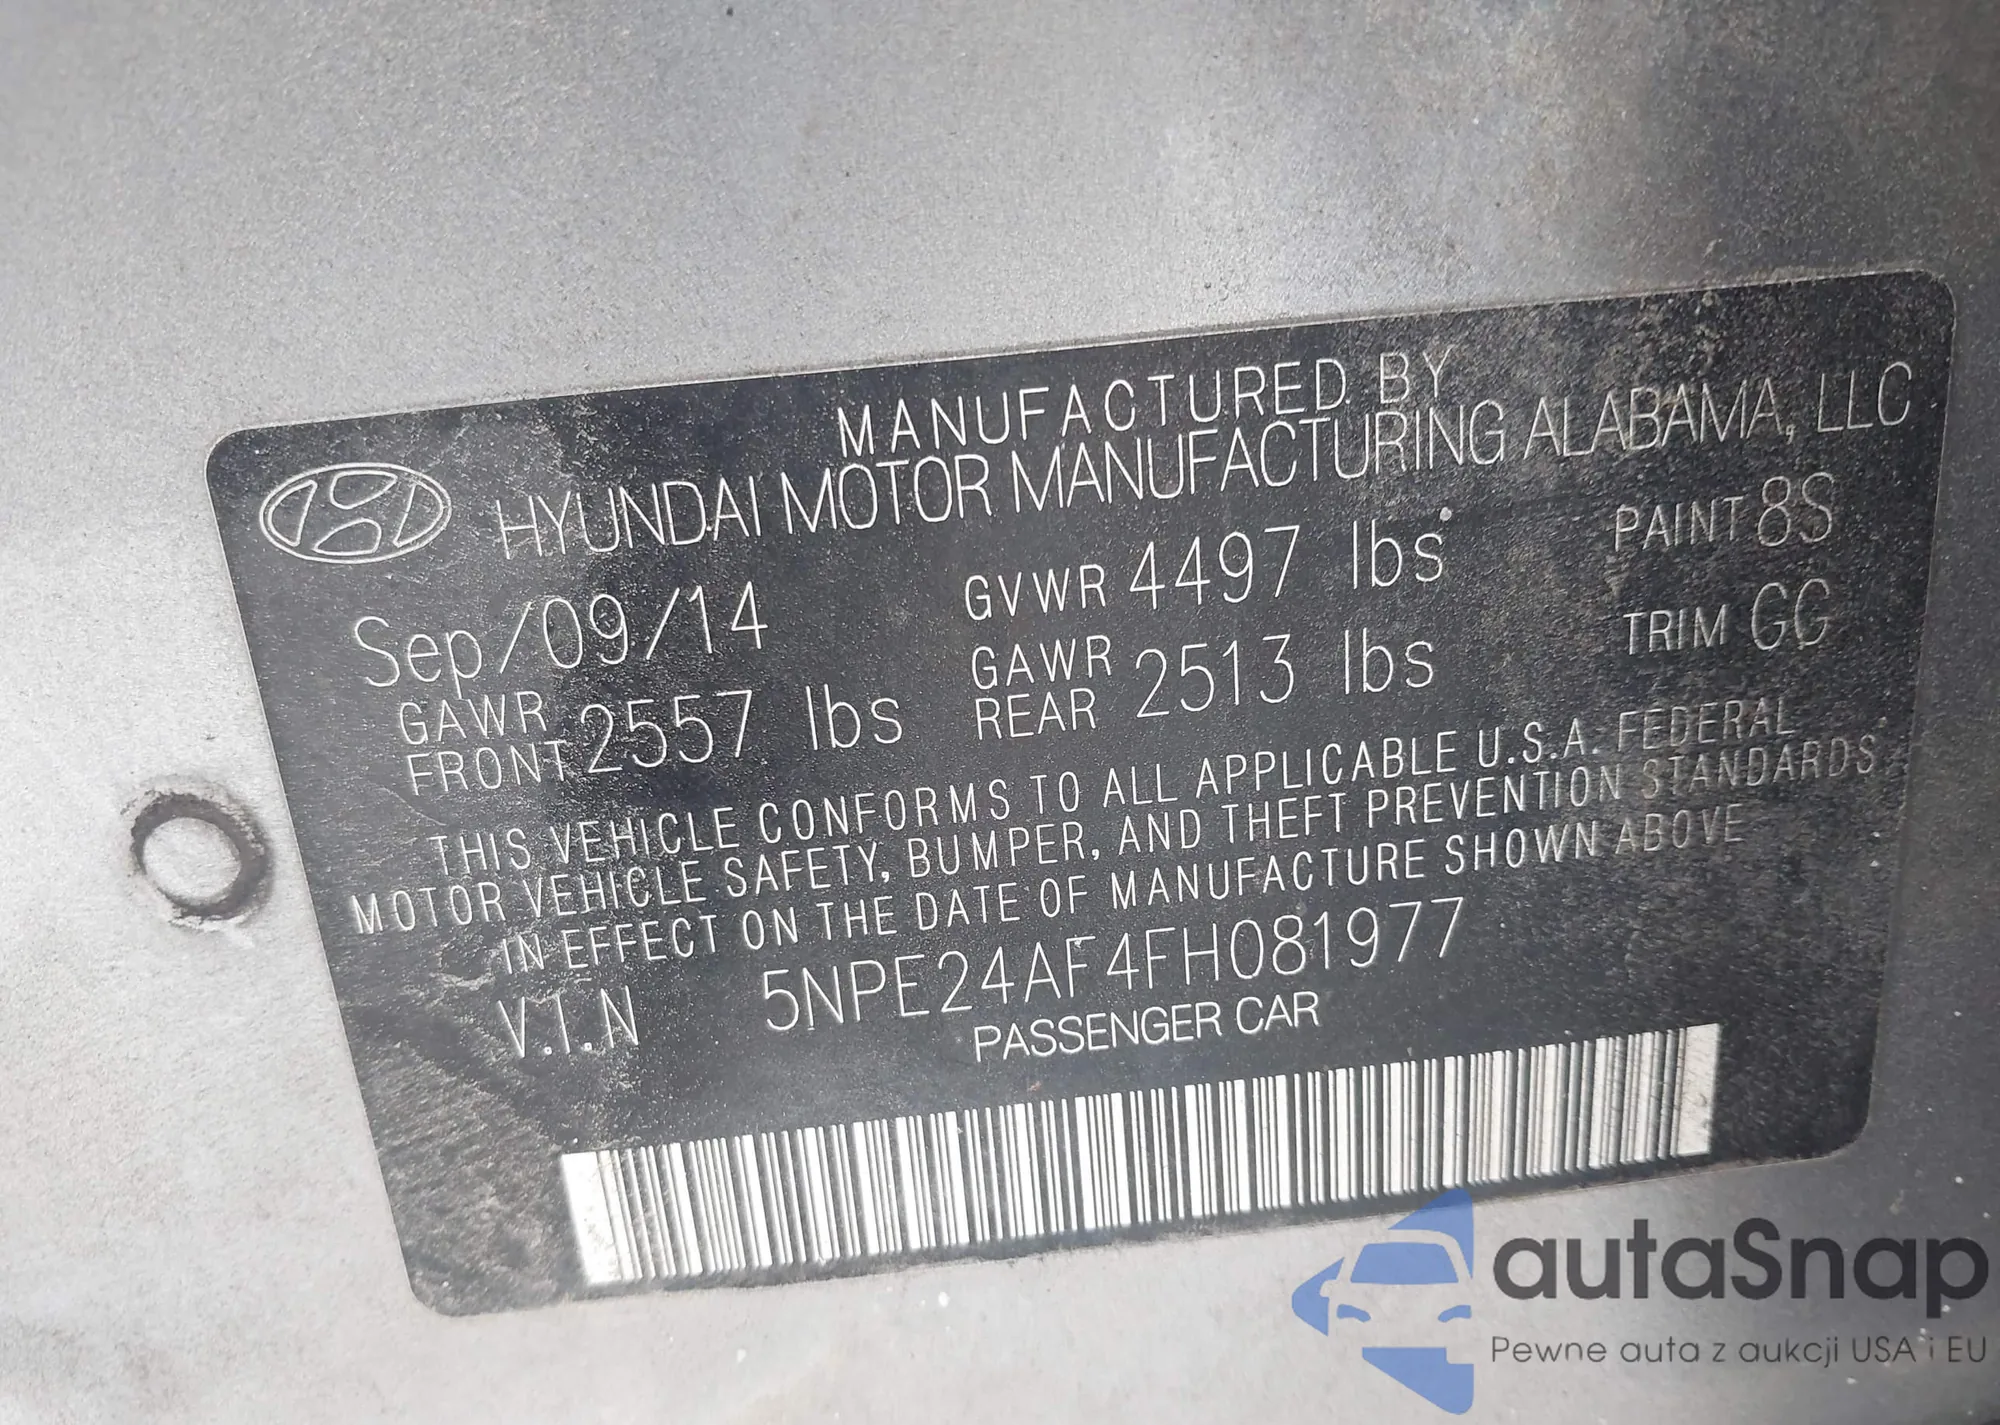 MANUFACTURED BY
HYUNDAI MOTOR MANUFACTURING ALABAMA, LLC
Sep/09/14 GVWR 4497 lbs PAINT 8S
GAWR FRONT 2557 lbs GAWR REAR 2513 lbs TRIM GG
THIS VEHICLE CONFORMS TO ALL APPLICABLE U.S.A. FEDERAL
MOTOR VEHICLE SAFETY, BUMPER, AND THEFT PREVENTIION STANDARDS
IN EFFECT ON THE DATE OF MANUFACTURE SHOWN ABOVE
V.I.N 5NPE24AF4FH081977
PASSENGER CAR
autaSnap
Pewne auta z aukcji USA i EU